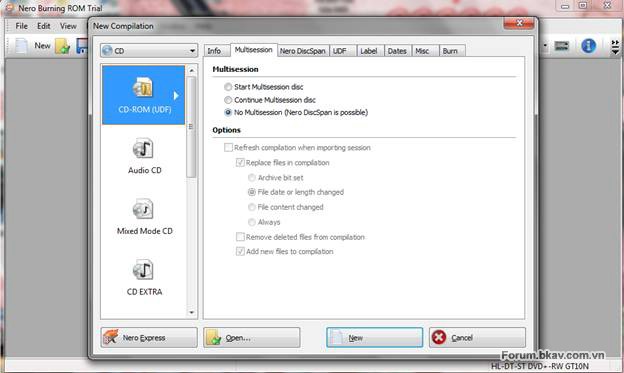 Nero Burning ROM Trial
File Edit View
New
New Compilation
CD
Info Multisession Nero DiscSpan UDF Label Dates Misc Burn
CD-ROM (UDF)
Audio CD
Mixed Mode CD
CD EXTRA
Multisession
Start Multisession disc
Continue Multisession disc
No Multisession (Nero DiscSpan is possible)
Options
Refresh compilation when importing session
Replace files in compilation
Archive bit set
File date or length changed
File content changed
Always
Remove deleted files from compilation
Add new files to compilation
Nero Express Open... New Cancel
Forum.bkav.com.vn
HL-DT-ST DVD+-RW GT10N